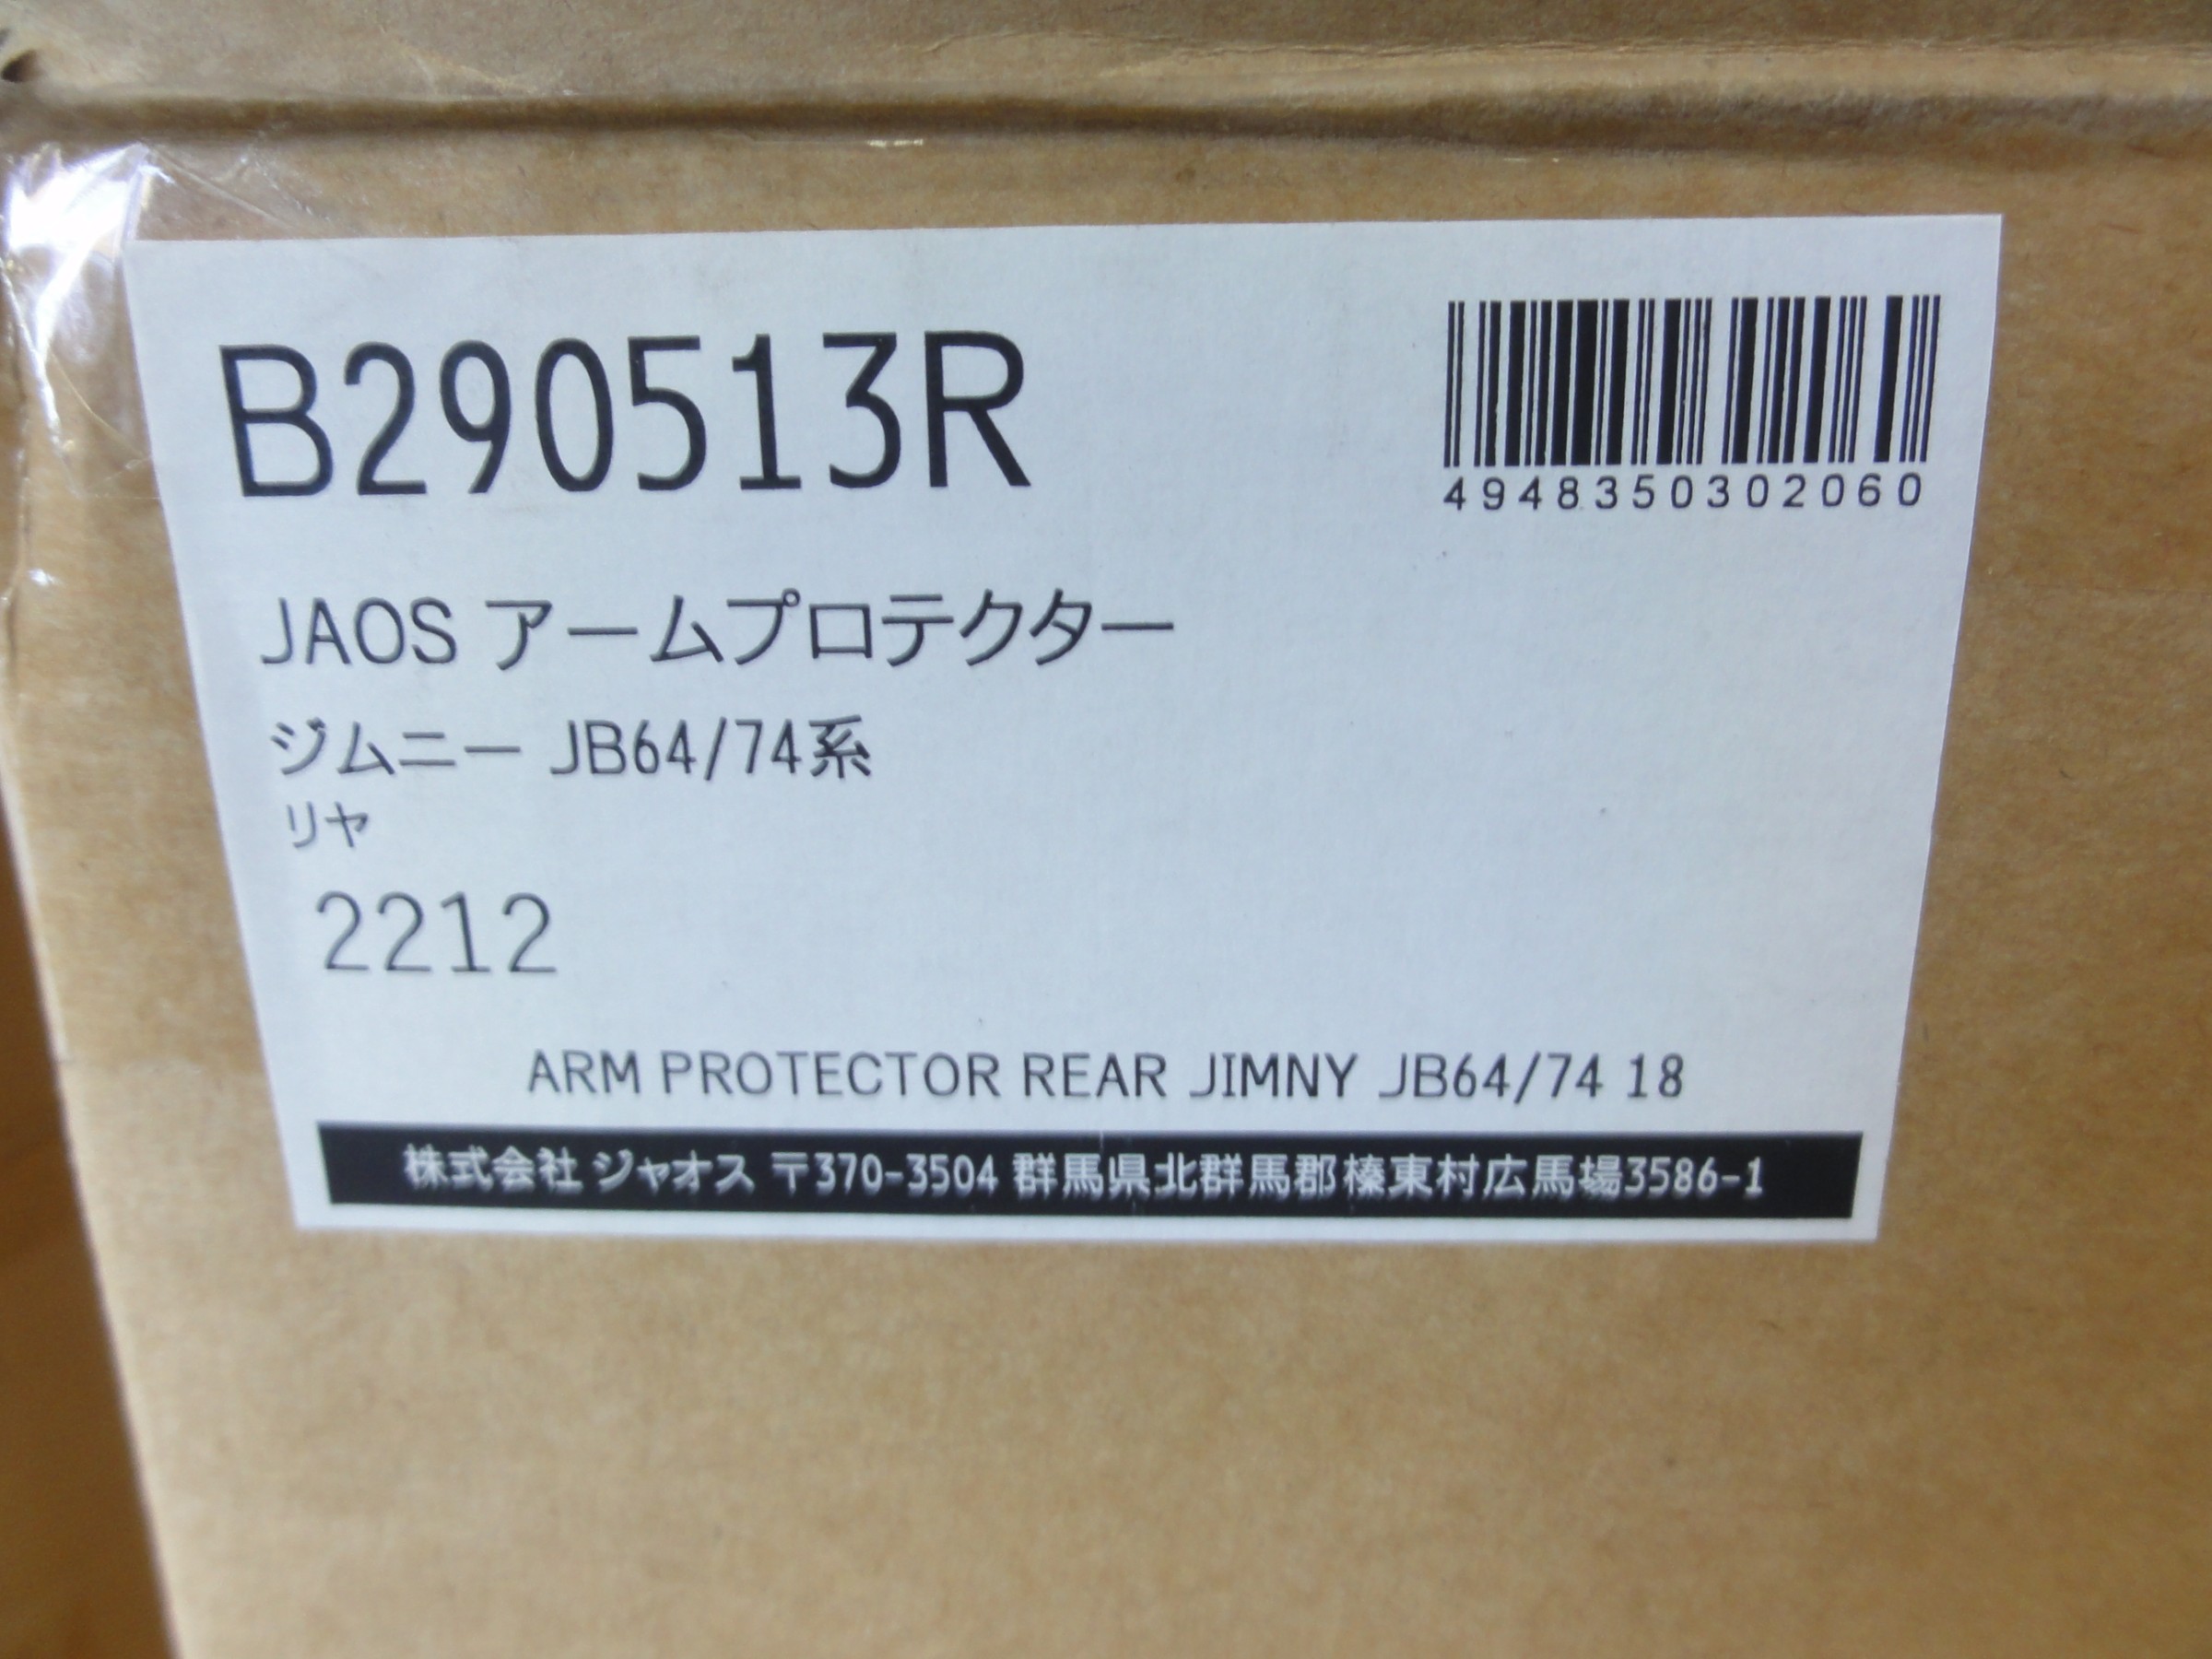 B290513R
4948350302060
JAOS アームプロテクター
ジムニー JB64/74系
リヤ
2212
ARM PROTECTOR REAR JIMNY JB64/74 18
株式会社 ジャオス 〒370-3504 群馬県北群馬郡榛東村広馬場3586-1